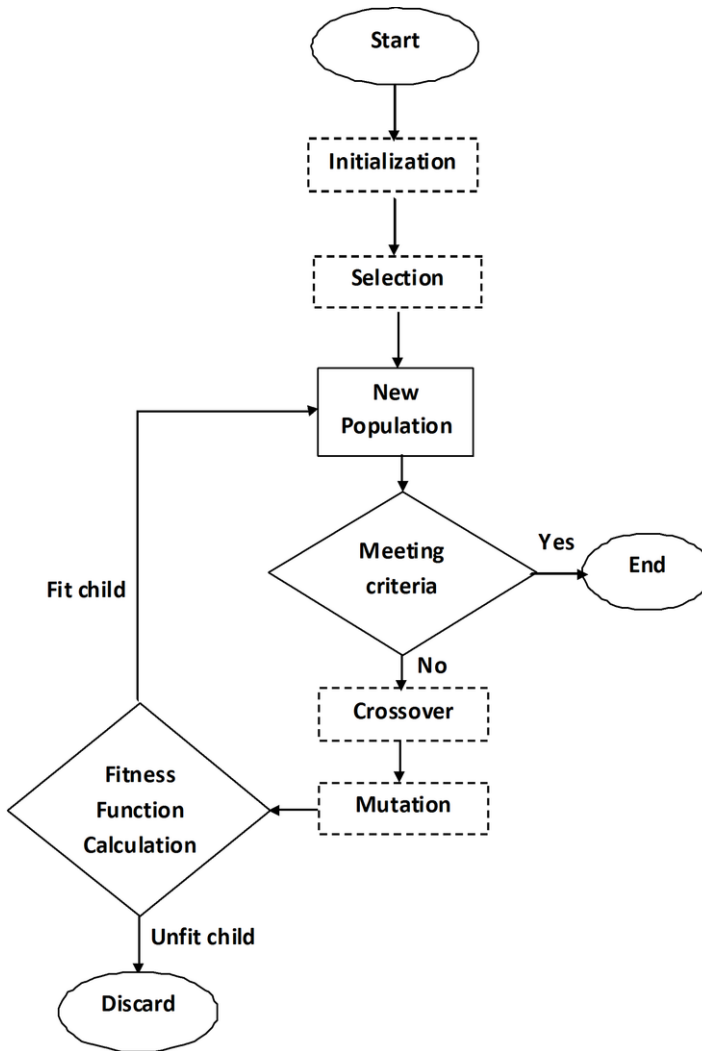 Start
Initialization
Selection
New
Population
Meeting
criteria
Yes
End
Fit child
No
Crossover
Mutation
Fitness
Function
Calculation
Unfit child
Discard